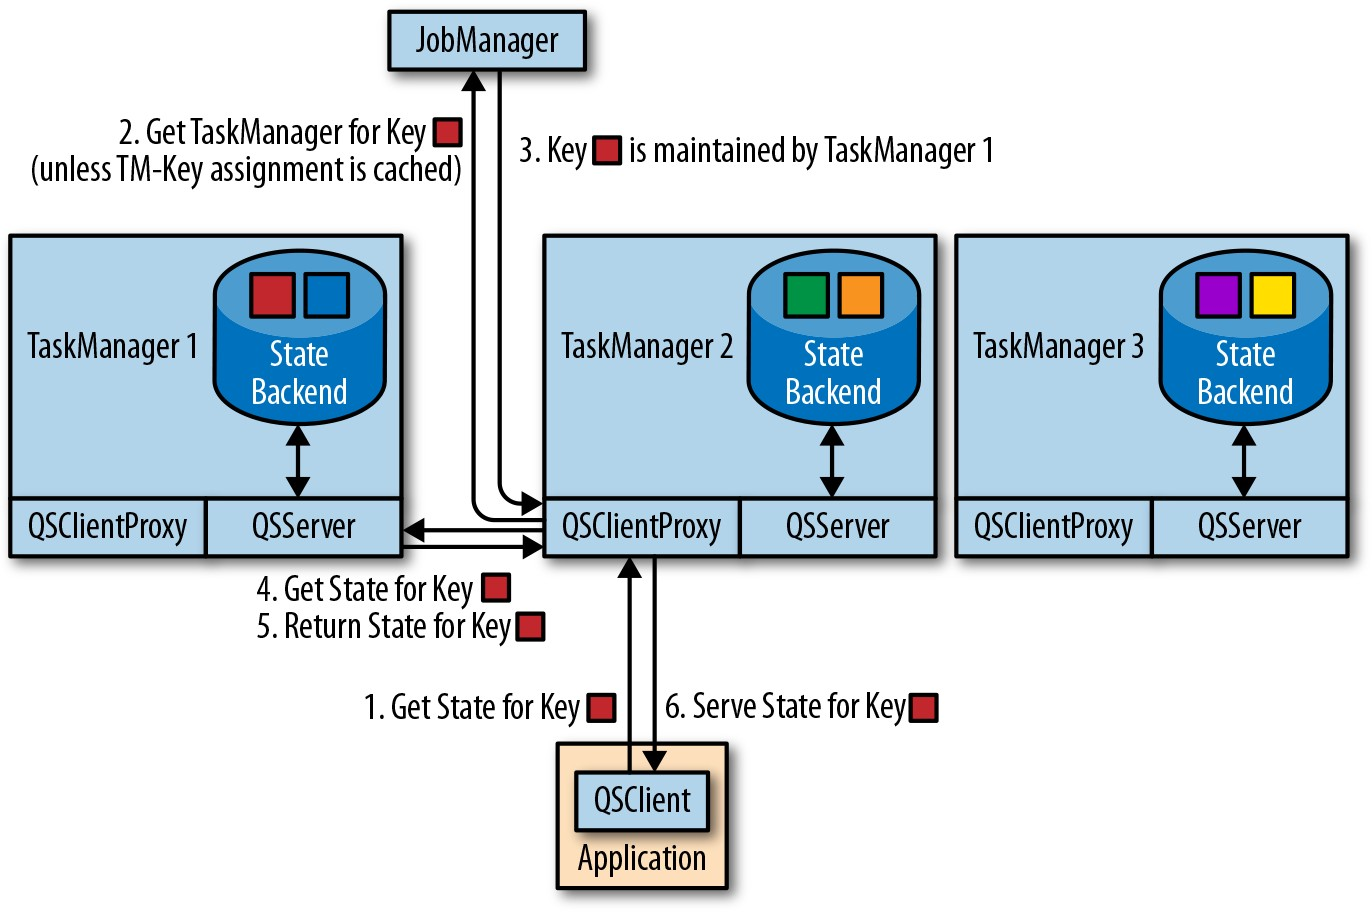 JobManager
2. Get TaskManager for Key
(unless TM-Key assignment is cached)
3. Key is maintained by TaskManager 1
TaskManager 1
State
Backend
QSClientProxy
QSServer
TaskManager 2
State
Backend
QSClientProxy
QSServer
TaskManager 3
State
Backend
QSClientProxy
QSServer
4. Get State for Key
5. Return State for Key
1. Get State for Key
6. Serve State for Key
QSClient
Application